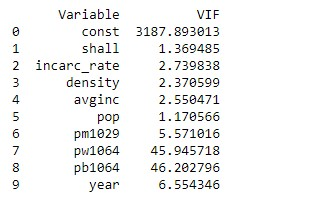 Variable VIF
0 const 3187.893013
1 shall 1.369485
2 incarc_rate 2.739838
3 density 2.370599
4 avginc 2.550471
5 pop 1.170566
6 pm1029 5.571016
7 pw1064 45.945718
8 pb1064 46.202796
9 year 6.554346